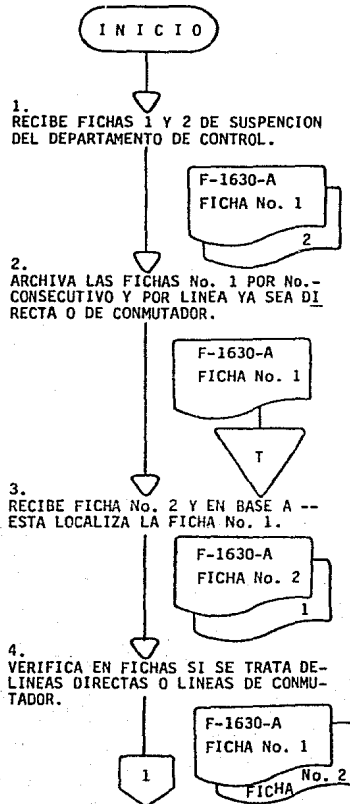 I N I C I O
1.
RECIBE FICHAS 1 Y 2 DE SUSPENCION
DEL DEPARTAMENTO DE CONTROL.
F-1630-A
FICHA No. 1
2
2.
ARCHIVA LAS FICHAS No. 1 POR No.-
CONSECUTIVO Y POR LINEA YA SEA DI
RECTA O DE CONMUTADOR.
F-1630-A
FICHA No. 1
T
3.
RECIBE FICHA No. 2 Y EN BASE A --
ESTA LOCALIZA LA FICHA No. 1.
F-1630-A
FICHA No. 2
1
4.
VERIFICA EN FICHAS SI SE TRATA DE-
LINEAS DIRECTAS O LINEAS DE CONMU-
TADOR.
F-1630-A
FICHA No. 1
FICHA No. 2
1